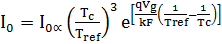 I₀ = I₀∝ (Tc/Tref)³ e^[(qVg/kF)(1/Tref − 1/Tc)]